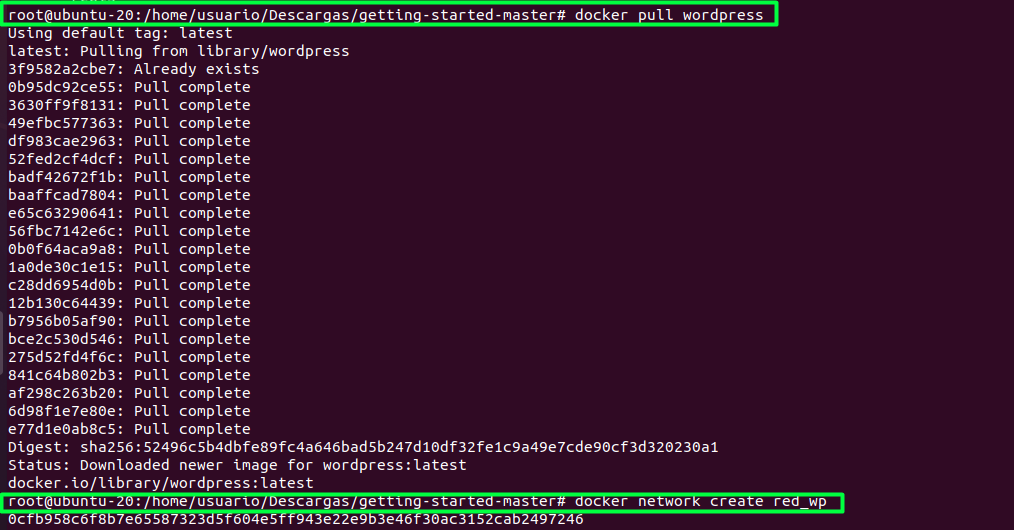 root@ubuntu-20:/home/usuario/Descargas/getting-started-master# docker pull wordpress
Using default tag: latest
latest: Pulling from library/wordpress
3f9582a2cbe7: Already exists
0b95dc92ce55: Pull complete
3630ff9f8131: Pull complete
49efbc577363: Pull complete
df983cae2963: Pull complete
52fed2cf4dcf: Pull complete
badf42672f1b: Pull complete
baaffcad7804: Pull complete
e65c63290641: Pull complete
56fbc7142e6c: Pull complete
0b0f64aca9a8: Pull complete
1a0de30c1e15: Pull complete
c28dd6954d0b: Pull complete
12b130c64439: Pull complete
b7956b05af90: Pull complete
bce2c530d546: Pull complete
275d52fd4f6c: Pull complete
841c64b802b3: Pull complete
af298c263b20: Pull complete
6d98f1e7e80e: Pull complete
e77d1e0ab8c5: Pull complete
Digest: sha256:52496c5b4dbfe89fc4a646bad5b247d10df32fe1c9a49e7cde90cf3d320230a1
Status: Downloaded newer image for wordpress:latest
docker.io/library/wordpress:latest
root@ubuntu-20:/home/usuario/Descargas/getting-started-master# docker network create red_wp
0cfb958c6f8b7e65587323d5f604e5ff943e22e9b3e46f30ac3152cab2497246